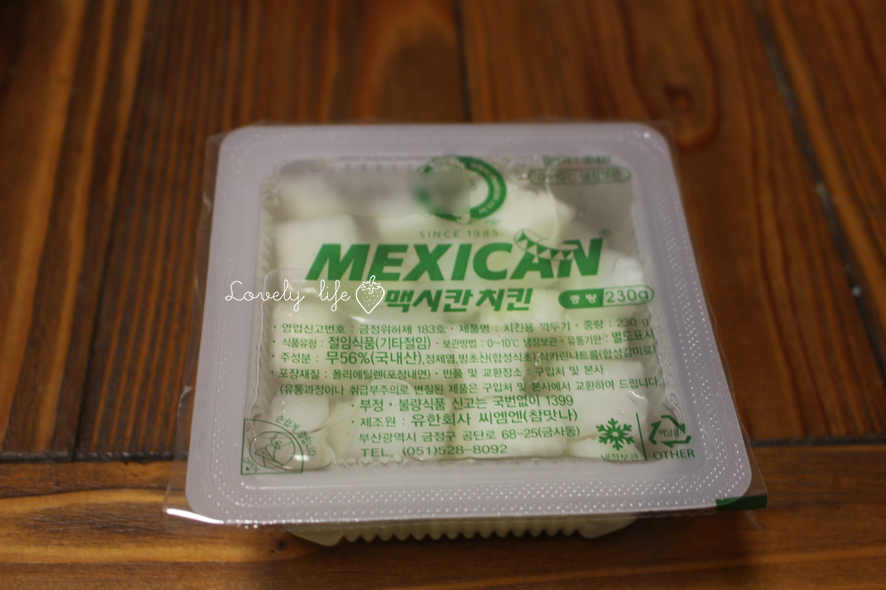 SINCE 1985
MEXICAN®
Lovely life
맥시칸 치킨 중량 230g
· 영업신고번호 : 금정위허제 183호 · 제품명 : 치킨용 깍두기 · 중량 : 230 g
· 식품유형 : 절임식품(기타절임) · 보관방법 : 0~10℃ 냉장보관 · 유통기한 : 별도표시
· 주성분 : 무56%(국내산), 정제염, 빙초산(합성식초), 삭카린나트륨(합성감미료)
· 포장재질 : 폴리에틸렌(포장내면) · 반품 및 교환장소 : 구입처 및 본사
(유통과정이나 취급부주의로 변질된 제품은 구입처 및 본사에서 교환하여 드립니다.
· 부정 · 불량식품 신고는 국번없이 1399
· 제조원 : 유한회사 씨엠엔(참맛나)
부산광역시 금정구 공단로 68-25(금사동)
TEL. (051)528-8092
냉장보관
비닐류
OTHER